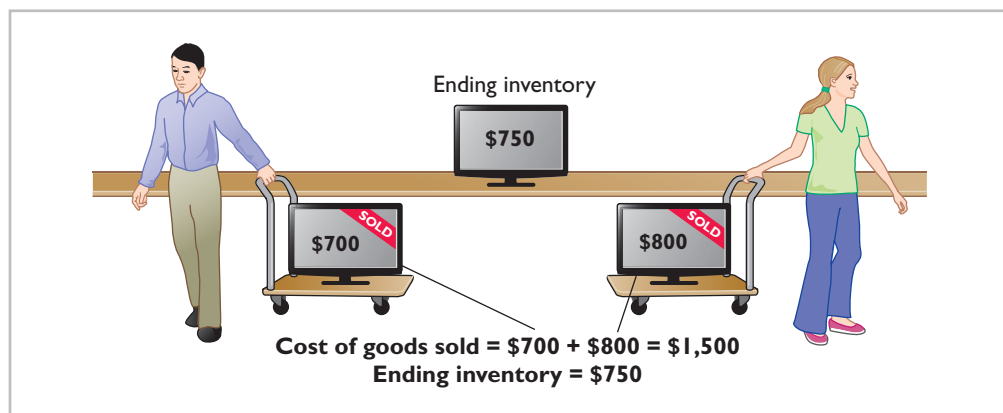 Ending inventory
$750
SOLD
$700
SOLD
$800
Cost of goods sold = $700 + $800 = $1,500
Ending inventory = $750